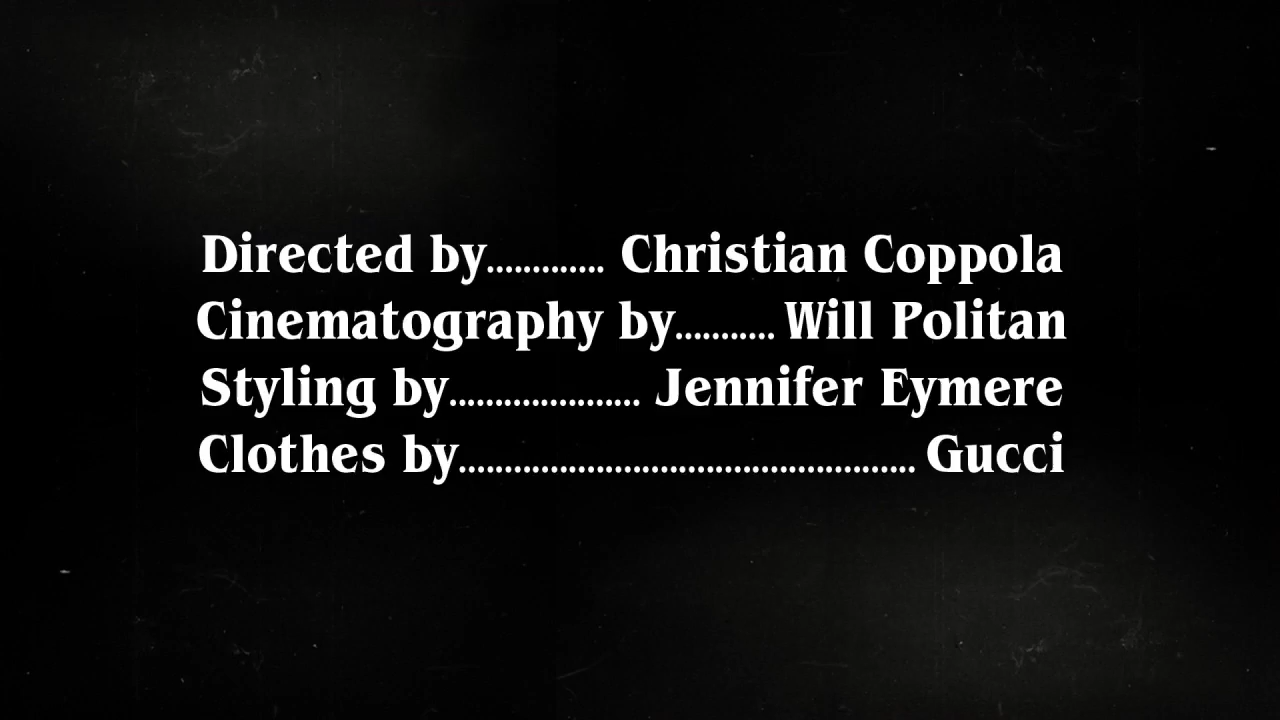 Directed by............. Christian Coppola
Cinematography by........... Will Politan
Styling by..................... Jennifer Eymere
Clothes by.................................................. Gucci